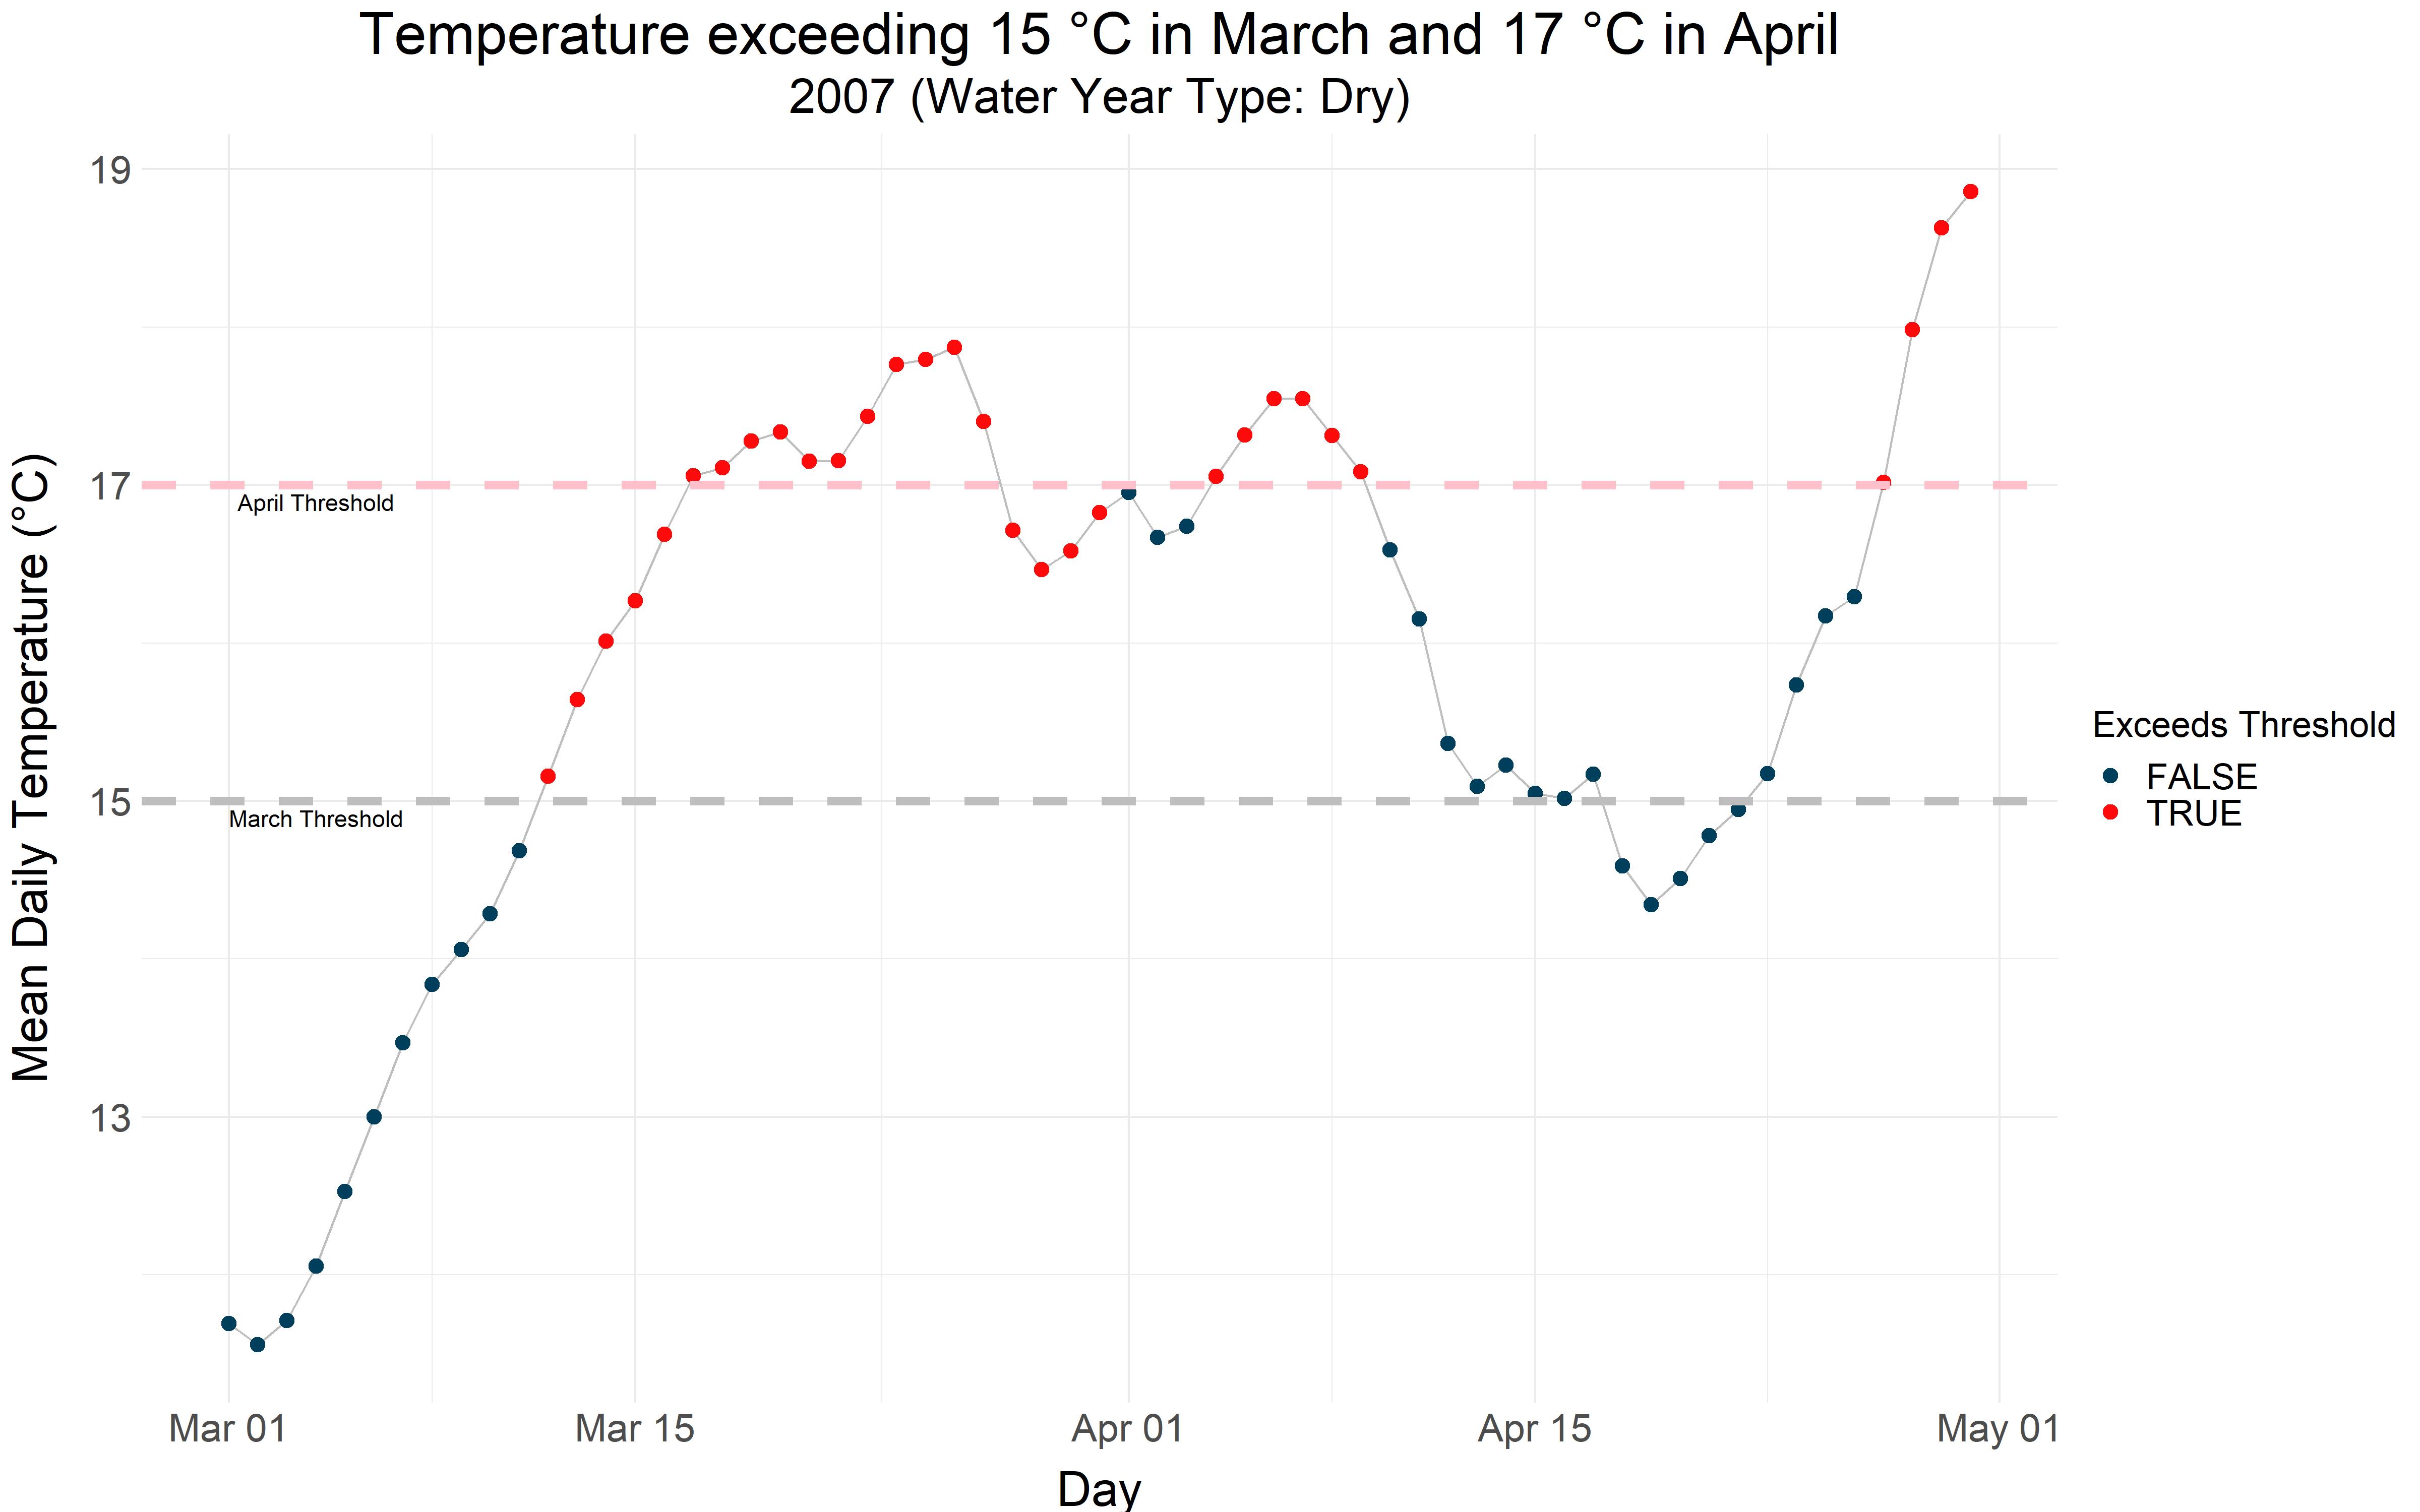 Temperature exceeding 15 °C in March and 17 °C in April
2007 (Water Year Type: Dry)
Mean Daily Temperature (°C)
19
17
15
13
April Threshold
March Threshold
Exceeds Threshold
FALSE
TRUE
Mar 01
Mar 15
Apr 01
Apr 15
May 01
Day